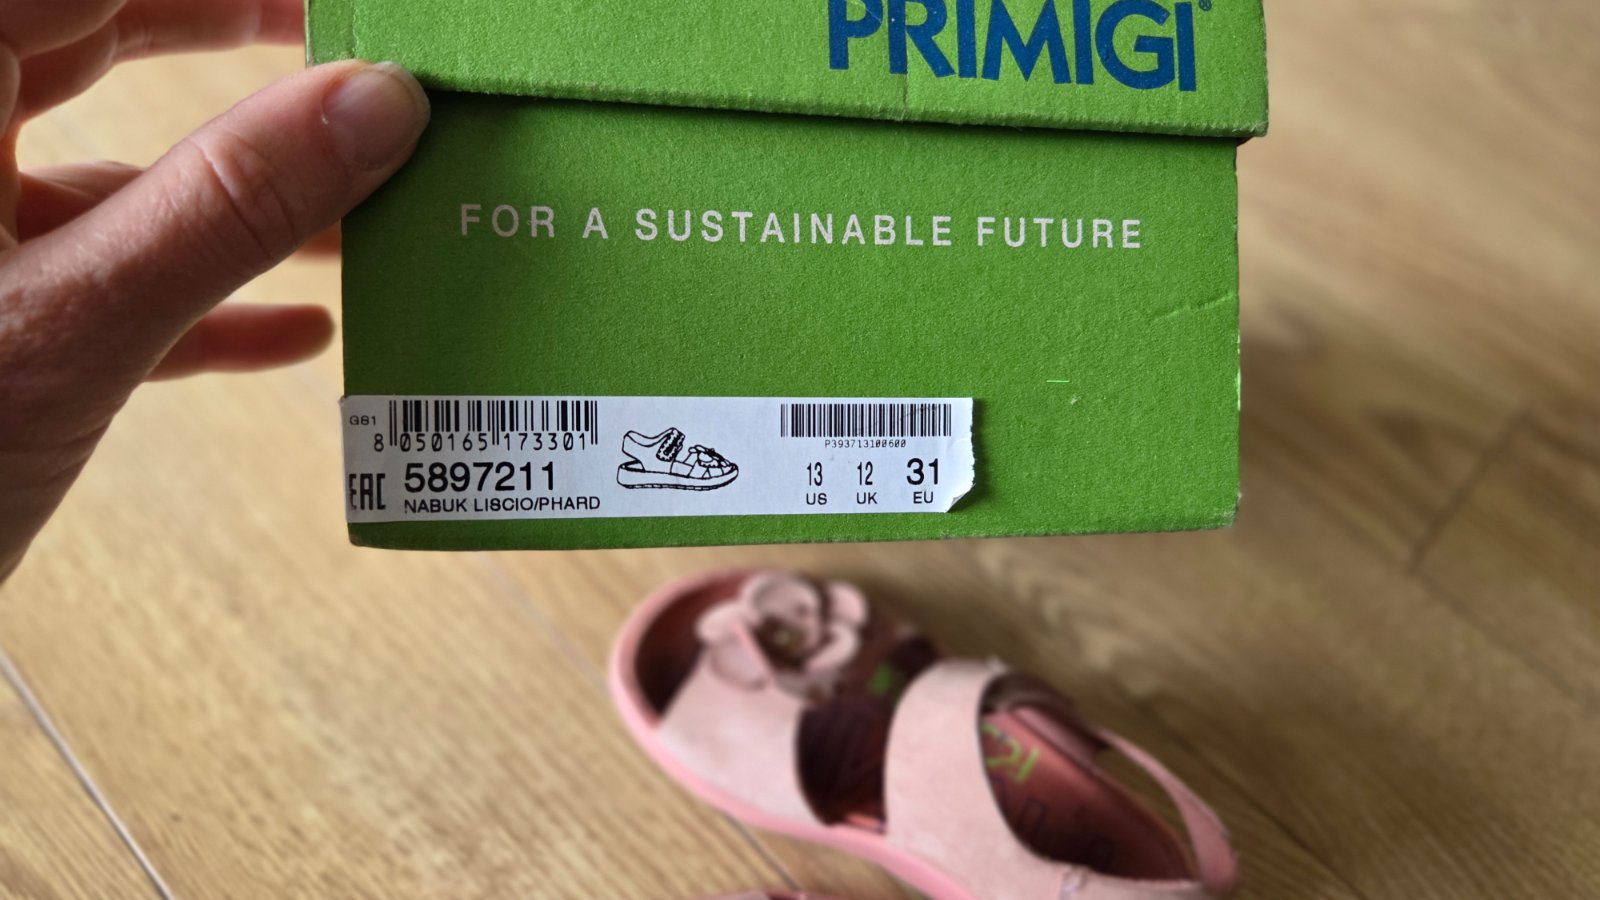 PRIMIGI®
FOR A SUSTAINABLE FUTURE
G81
8 050165 173301
P393713100600
EAC
5897211
NABUK LISCIO/PHARD
13 12 31
US UK EU